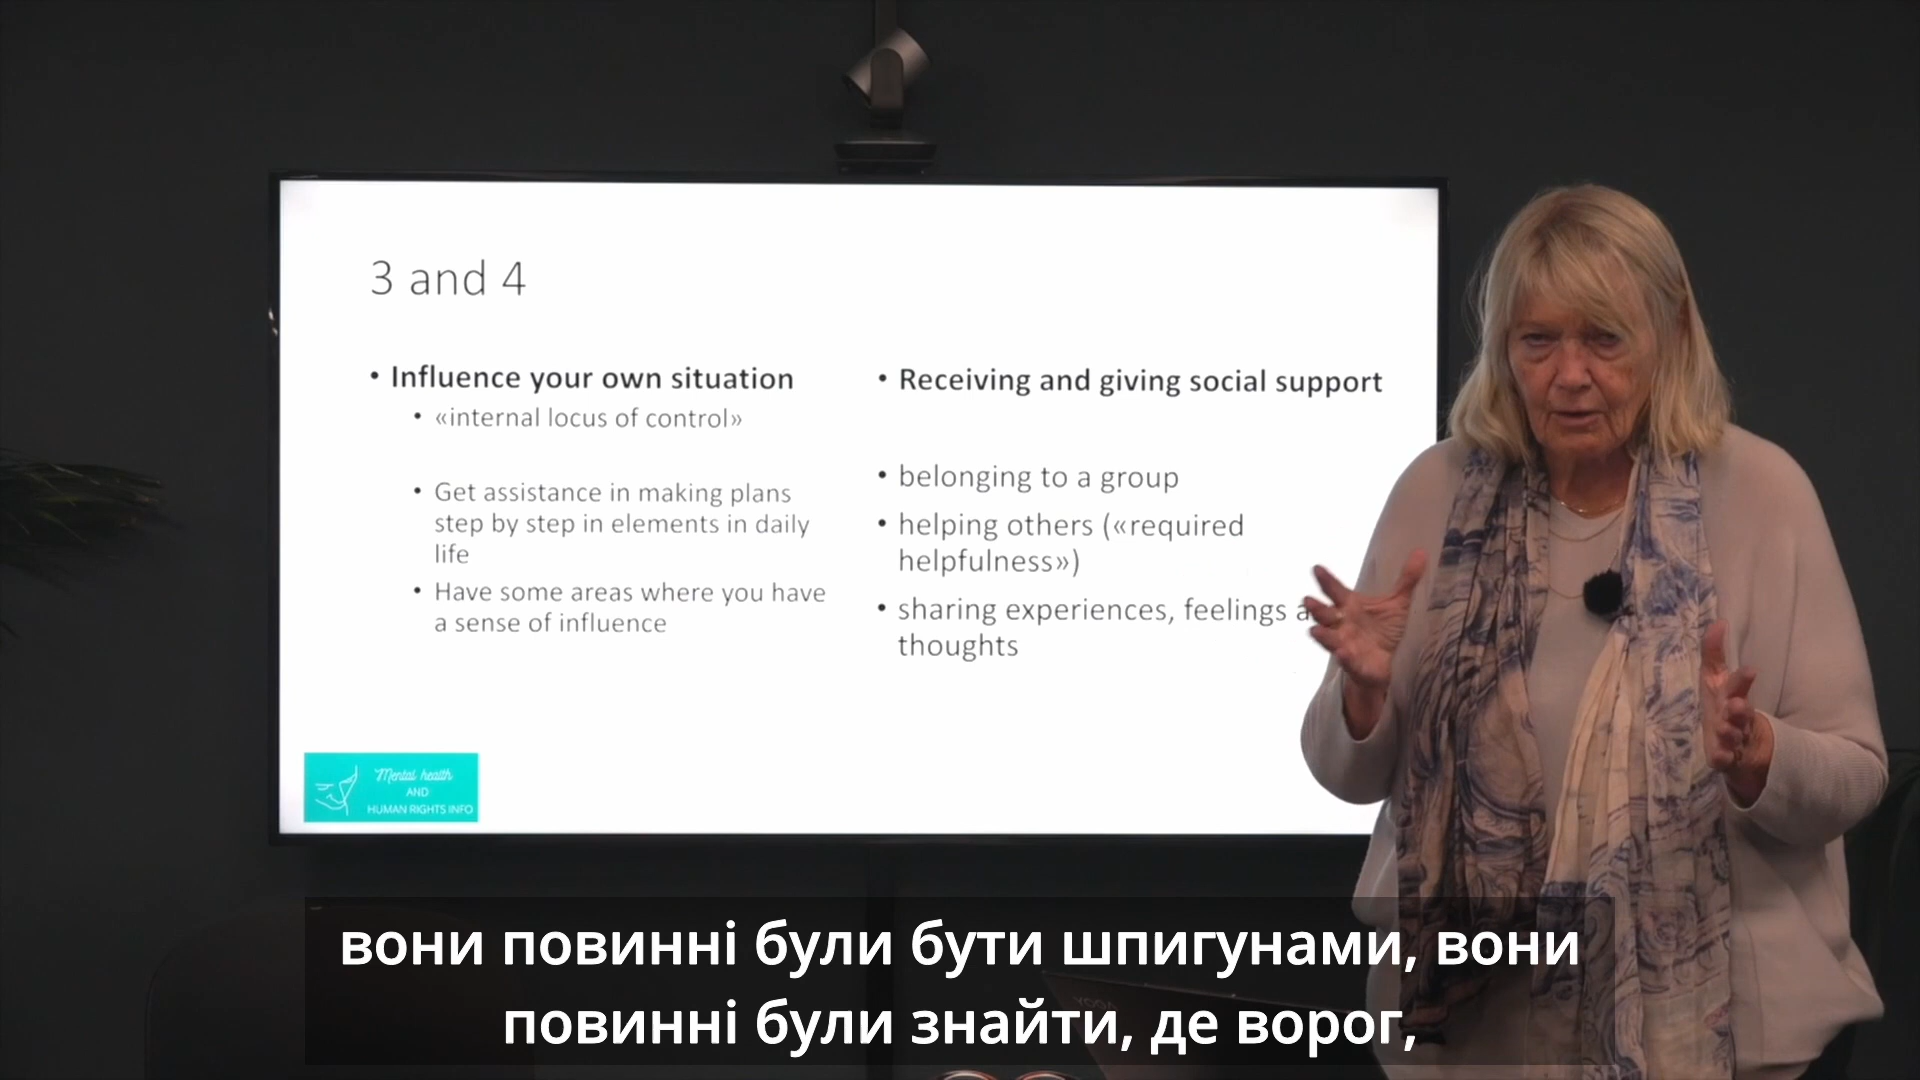 3 and 4
• Influence your own situation
• «internal locus of control»
• Get assistance in making plans
step by step in elements in daily
life
• Have some areas where you have
a sense of influence
• Receiving and giving social support
• belonging to a group
• helping others («required
helpfulness»)
• sharing experiences, feelings
thoughts
Mental health
AND
HUMAN RIGHTS INFO
вони повинні були бути шпигунами, вони
повинні були знайти, де ворог,